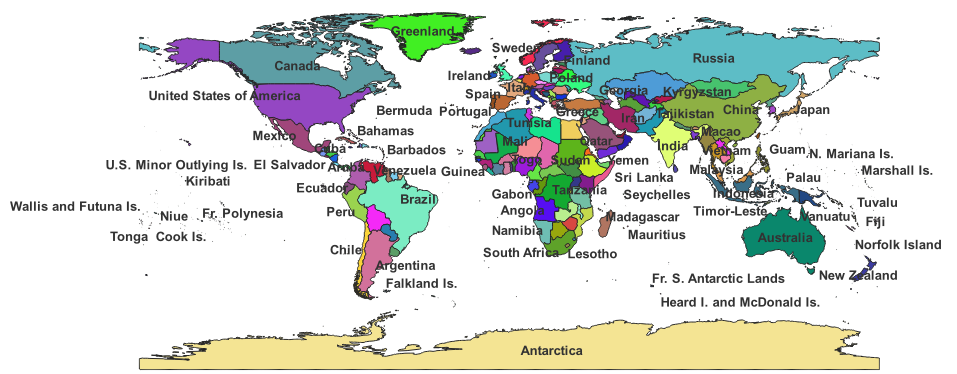 Greenland
Sweden
Finland
Russia
Canada
Ireland
Poland
Italy
United States of America
Spain
Georgia
Kyrgyzstan
Bermuda
Portugal
Greece
Tajikistan
China
Japan
Mexico
Bahamas
Tunisia
Iran
Macao
Cuba
Barbados
Mali
Qatar
India
Vietnam
Guam
N. Mariana Is.
U.S. Minor Outlying Is.
El Salvador
Aruba
Venezuela
Guinea
Togo
Sudan
Yemen
Malaysia
Marshall Is.
Kiribati
Sri Lanka
Palau
Ecuador
Brazil
Gabon
Tanzania
Seychelles
Indonesia
Wallis and Futuna Is.
Niue
Fr. Polynesia
Peru
Angola
Madagascar
Timor-Leste
Vanuatu
Tuvalu
Fiji
Tonga
Cook Is.
Namibia
Mauritius
Australia
Chile
South Africa
Lesotho
Norfolk Island
Argentina
Falkland Is.
Fr. S. Antarctic Lands
New Zealand
Heard I. and McDonald Is.
Antarctica